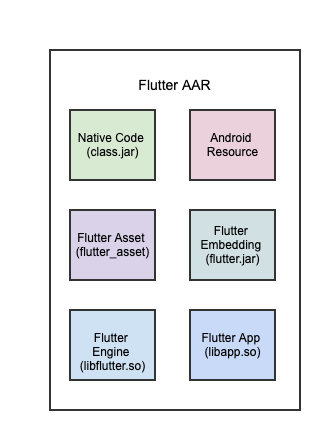 Flutter AAR
Native Code
(class.jar)
Android
Resource
Flutter Asset
(flutter_asset)
Flutter
Embedding
(flutter.jar)
Flutter
Engine
(libflutter.so)
Flutter App
(libapp.so)